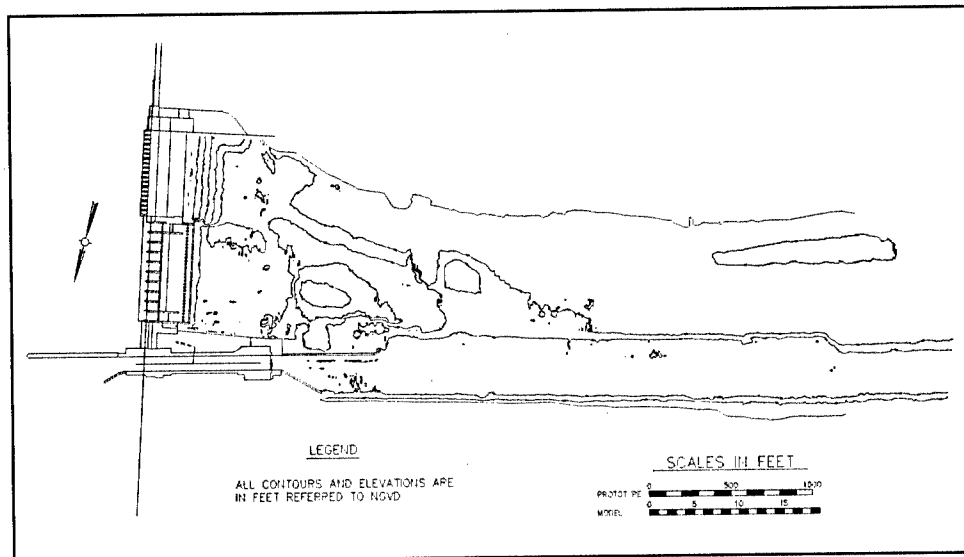 LEGEND
ALL CONTOURS AND ELEVATIONS ARE
IN FEET REFERRED TO NGVD
SCALES IN FEET
0 500 1000
PROTOTYPE
0 5 10 15
MODEL